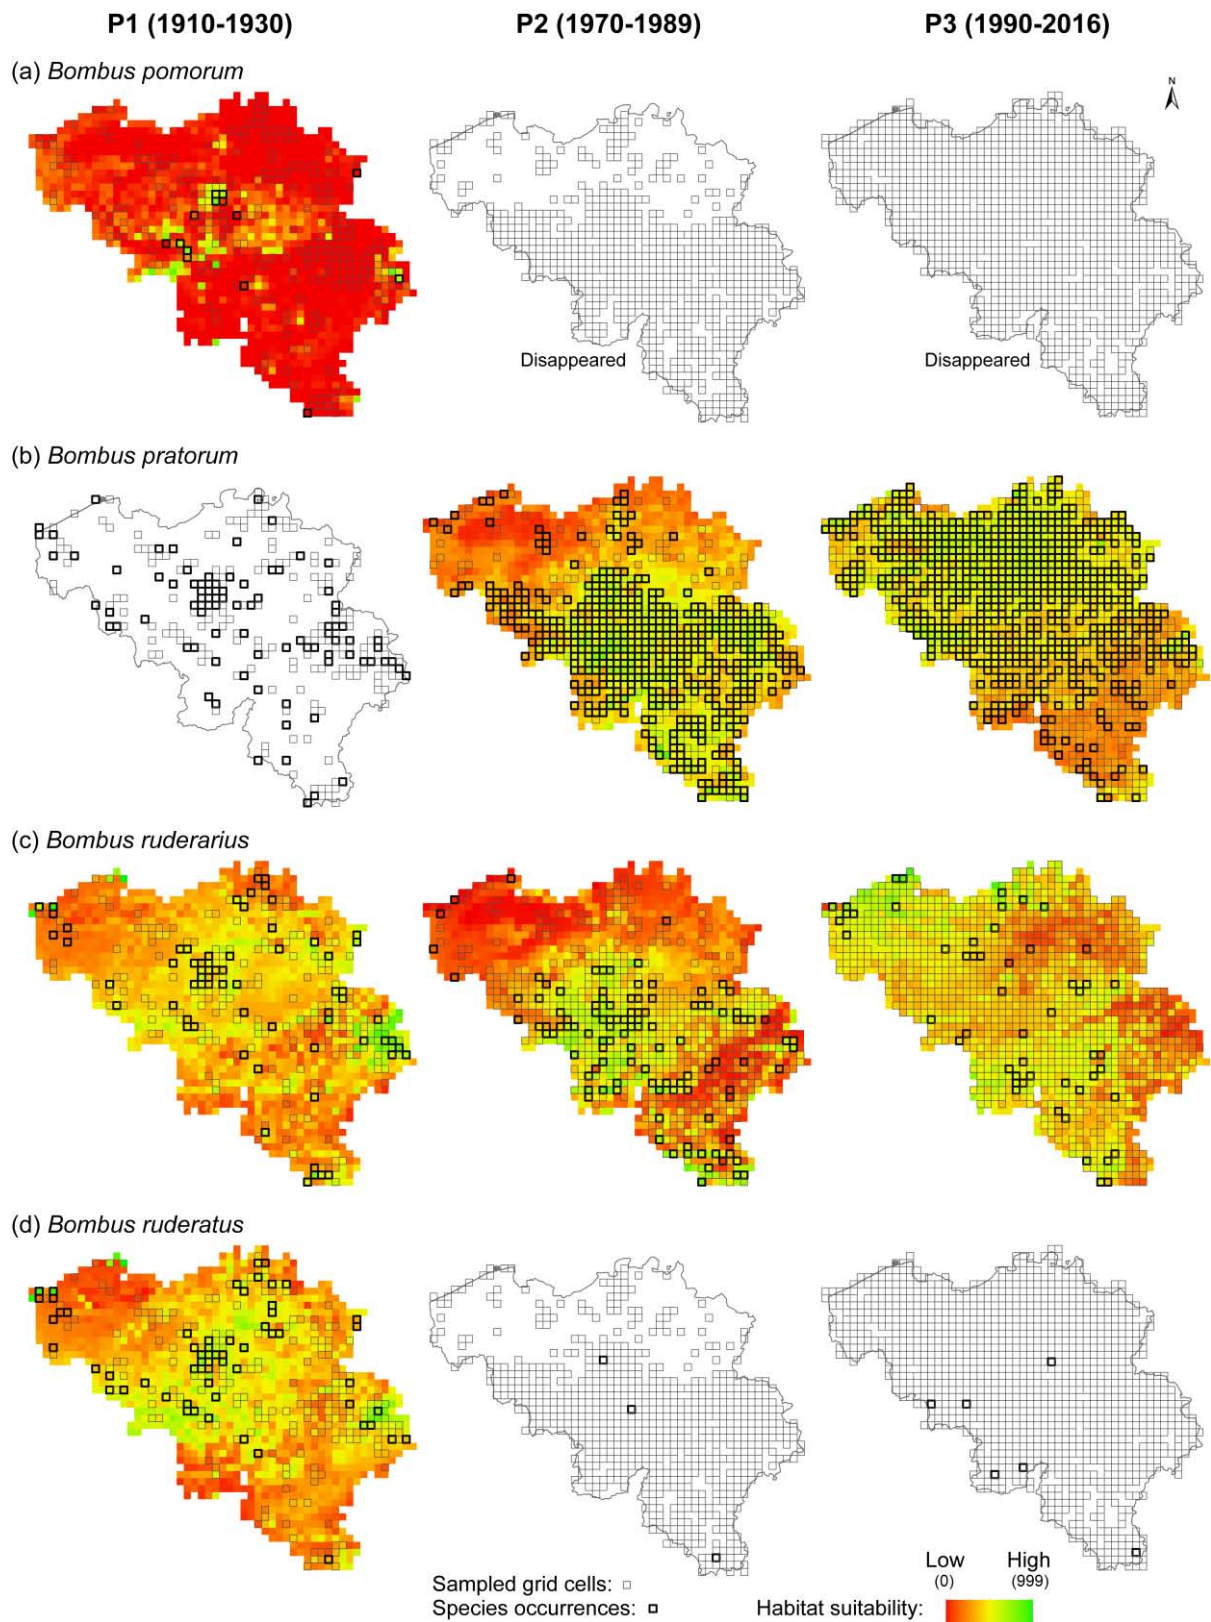 P1 (1910-1930) P2 (1970-1989) P3 (1990-2016)
(a) Bombus pomorum
N
Disappeared Disappeared
(b) Bombus pratorum
(c) Bombus ruderarius
(d) Bombus ruderatus
Low High
(0) (999)
Sampled grid cells:
Species occurrences: Habitat suitability: